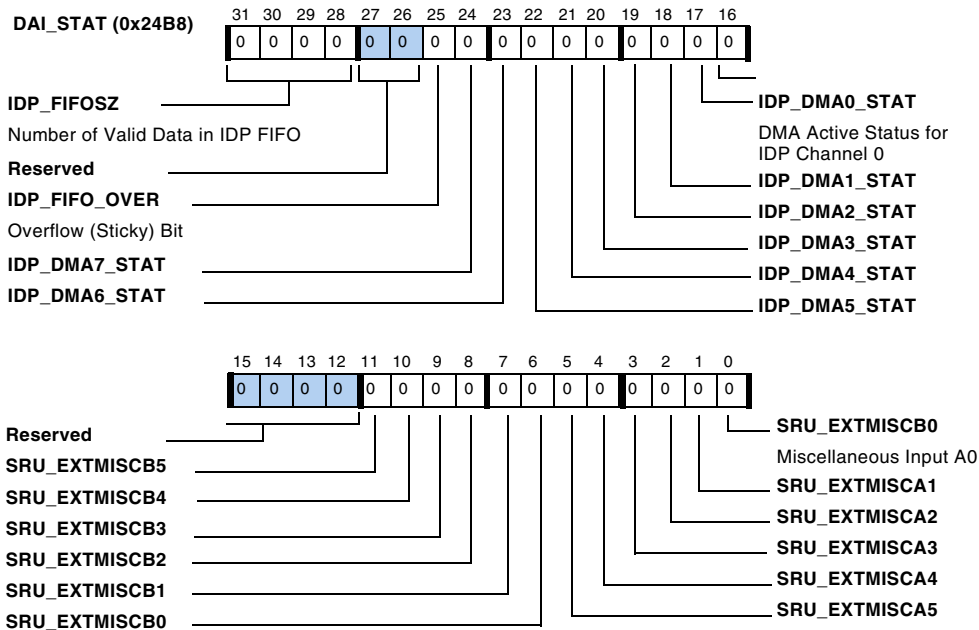 DAI_STAT (0x24B8)
31 30 29 28 27 26 25 24 23 22 21 20 19 18 17 16
0 0 0 0 0 0 0 0 0 0 0 0 0 0 0 0
IDP_FIFOSZ
Number of Valid Data in IDP FIFO
Reserved
IDP_FIFO_OVER
Overflow (Sticky) Bit
IDP_DMA7_STAT
IDP_DMA6_STAT
IDP_DMA0_STAT
DMA Active Status for
IDP Channel 0
IDP_DMA1_STAT
IDP_DMA2_STAT
IDP_DMA3_STAT
IDP_DMA4_STAT
IDP_DMA5_STAT
15 14 13 12 11 10 9 8 7 6 5 4 3 2 1 0
0 0 0 0 0 0 0 0 0 0 0 0 0 0 0 0
Reserved
SRU_EXTMISCB5
SRU_EXTMISCB4
SRU_EXTMISCB3
SRU_EXTMISCB2
SRU_EXTMISCB1
SRU_EXTMISCB0
SRU_EXTMISCB0
Miscellaneous Input A0
SRU_EXTMISCA1
SRU_EXTMISCA2
SRU_EXTMISCA3
SRU_EXTMISCA4
SRU_EXTMISCA5